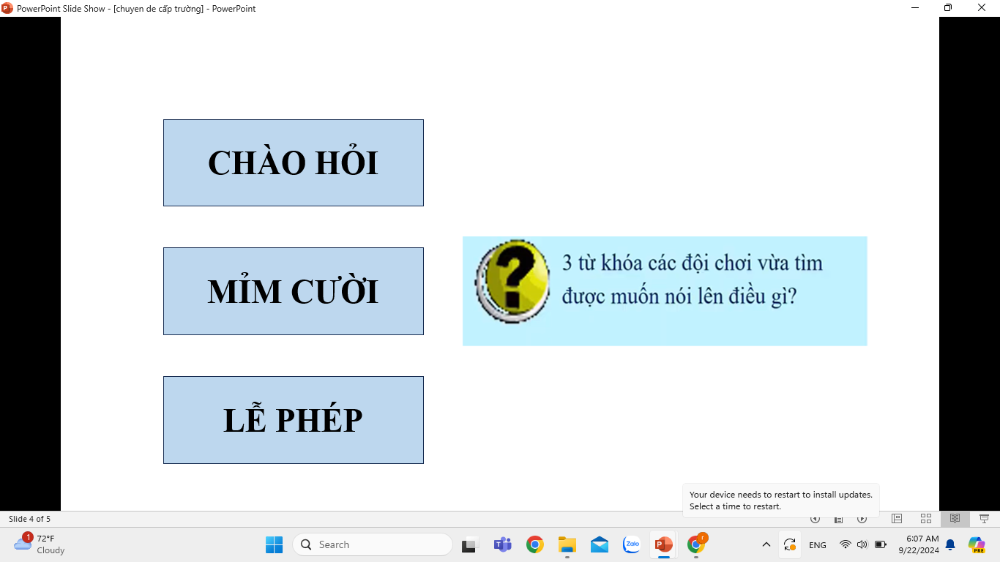 PowerPoint Slide Show - [chuyen de cấp trường] - PowerPoint
CHÀO HỎI
MỈM CƯỜI
3 từ khóa các đội chơi vừa tìm
được muốn nói lên điều gì?
LỄ PHÉP
Your device needs to restart to install updates.
Select a time to restart.
Slide 4 of 5
1
72°F
Cloudy
Search
Zalo
r
ENG
6:07 AM
9/22/2024
PRE